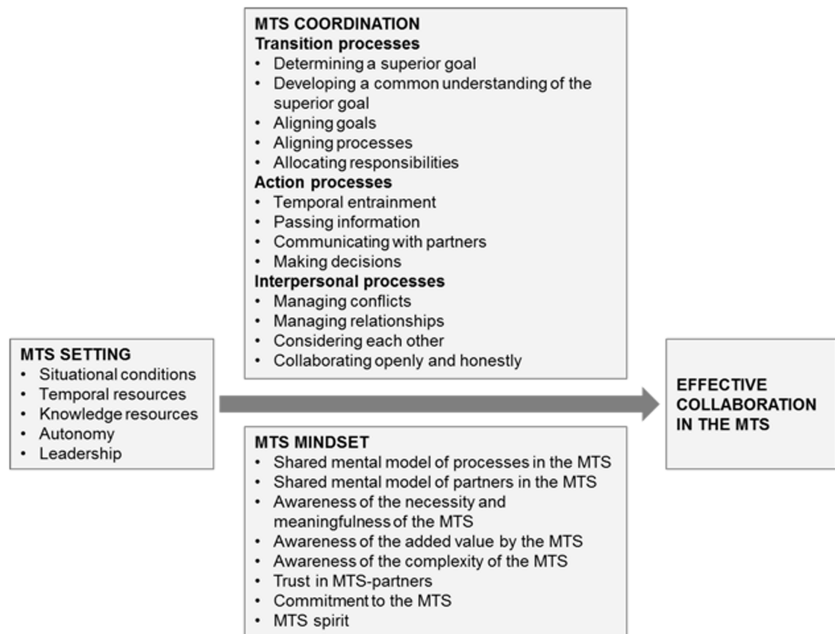 MTS COORDINATION
Transition processes
• Determining a superior goal
• Developing a common understanding of the
superior goal
• Aligning goals
• Aligning processes
• Allocating responsibilities
Action processes
• Temporal entrainment
• Passing information
• Communicating with partners
• Making decisions
Interpersonal processes
• Managing conflicts
• Managing relationships
• Considering each other
• Collaborating openly and honestly
MTS SETTING
• Situational conditions
• Temporal resources
• Knowledge resources
• Autonomy
• Leadership
EFFECTIVE
COLLABORATION
IN THE MTS
MTS MINDSET
• Shared mental model of processes in the MTS
• Shared mental model of partners in the MTS
• Awareness of the necessity and
meaningfulness of the MTS
• Awareness of the added value by the MTS
• Awareness of the complexity of the MTS
• Trust in MTS-partners
• Commitment to the MTS
• MTS spirit